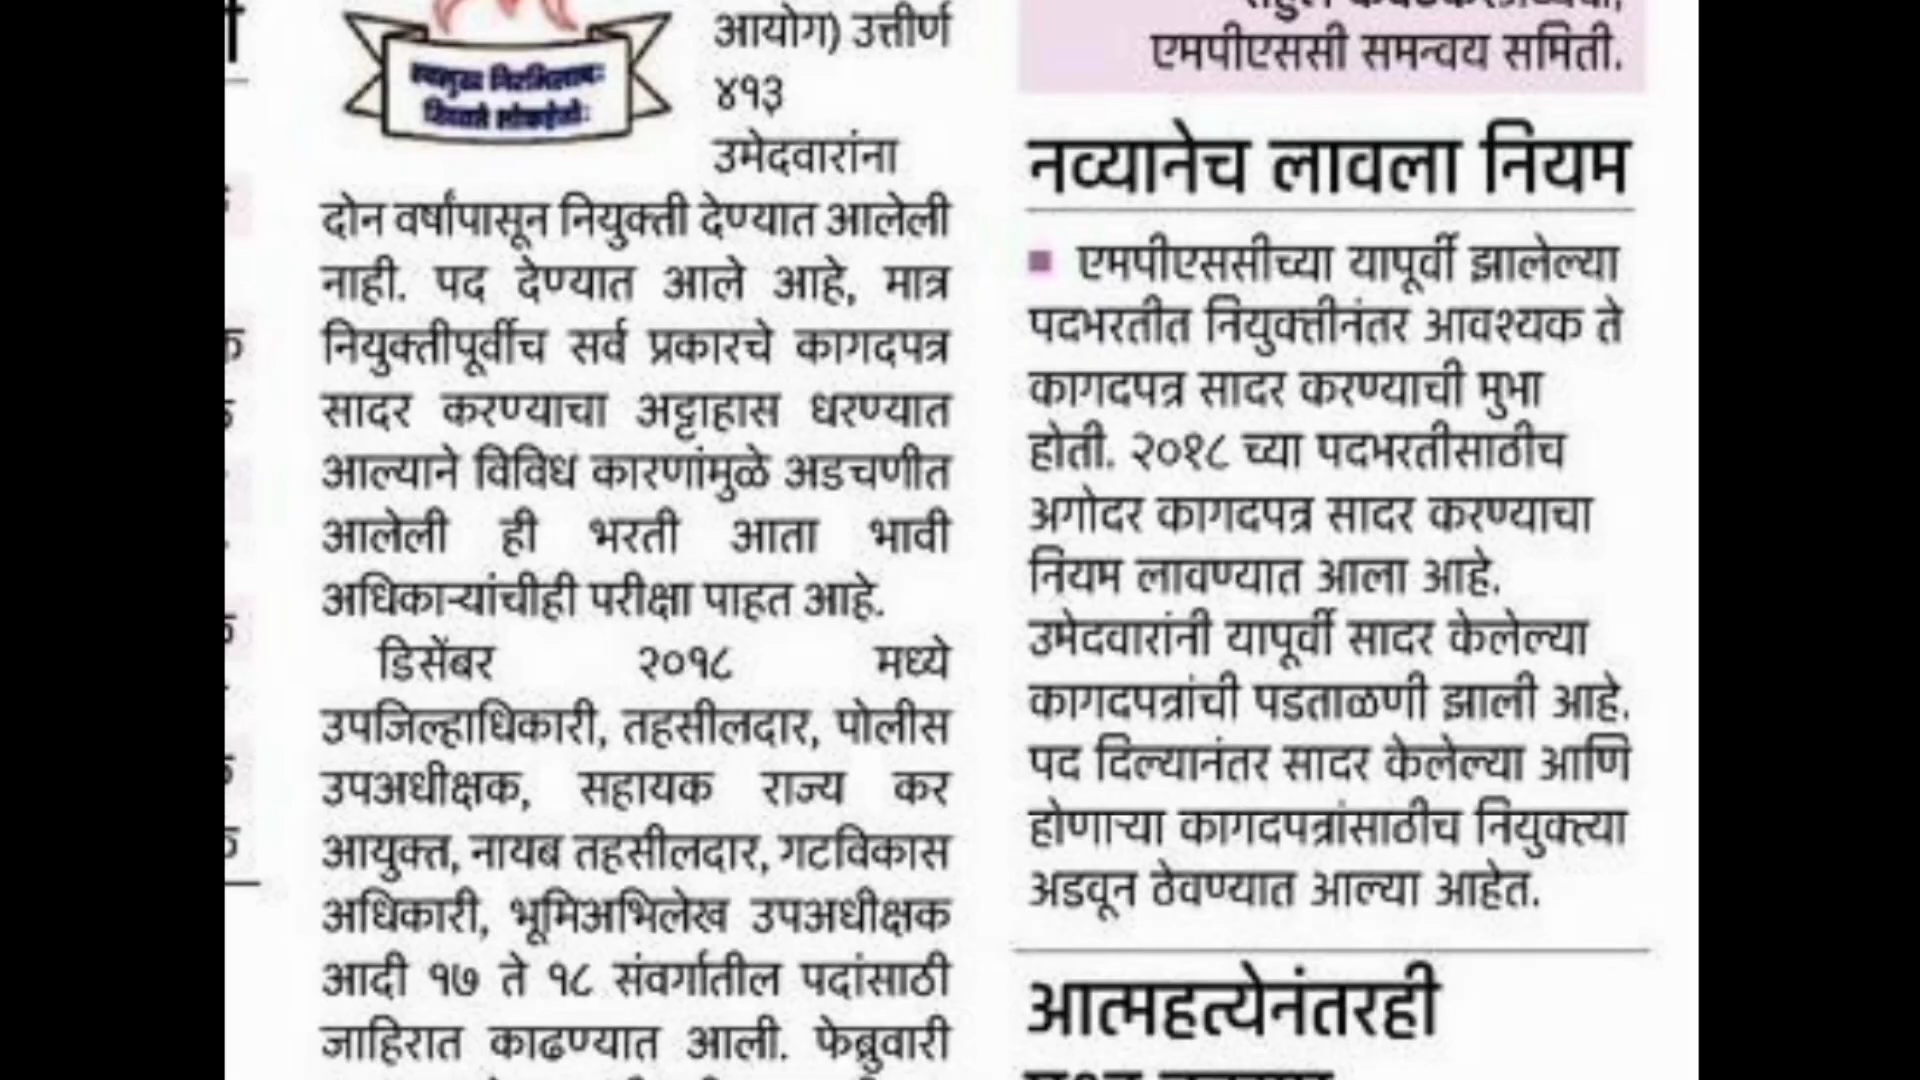 आयोग) उत्तीर्ण
४१३
उमेदवारांना
दोन वर्षांपासून नियुक्ती देण्यात आलेली
नाही. पद देण्यात आले आहे, मात्र
नियुक्तीपूर्वीच सर्व प्रकारचे कागदपत्र
सादर करण्याचा अट्टाहास धरण्यात
आल्याने विविध कारणांमुळे अडचणीत
आलेली ही भरती आता भावी
अधिकाऱ्यांचीही परीक्षा पाहत आहे.
डिसेंबर २०१८ मध्ये
उपजिल्हाधिकारी, तहसीलदार, पोलीस
उपअधीक्षक, सहायक राज्य कर
आयुक्त, नायब तहसीलदार, गटविकास
अधिकारी, भूमिअभिलेख उपअधीक्षक
आदी १७ ते १८ संवर्गातील पदांसाठी
जाहिरात काढण्यात आली. फेब्रुवारी
एमपीएससी समन्वय समिती.
नव्यानेच लावला नियम
■ एमपीएससीच्या यापूर्वी झालेल्या
पदभरतीत नियुक्तीनंतर आवश्यक ते
कागदपत्र सादर करण्याची मुभा
होती. २०१८ च्या पदभरतीसाठीच
अगोदर कागदपत्र सादर करण्याचा
नियम लावण्यात आला आहे.
उमेदवारांनी यापूर्वी सादर केलेल्या
कागदपत्रांची पडताळणी झाली आहे.
पद दिल्यानंतर सादर केलेल्या आणि
होणाऱ्या कागदपत्रांसाठीच नियुक्त्या
अडवून ठेवण्यात आल्या आहेत.
आत्महत्येनंतरही